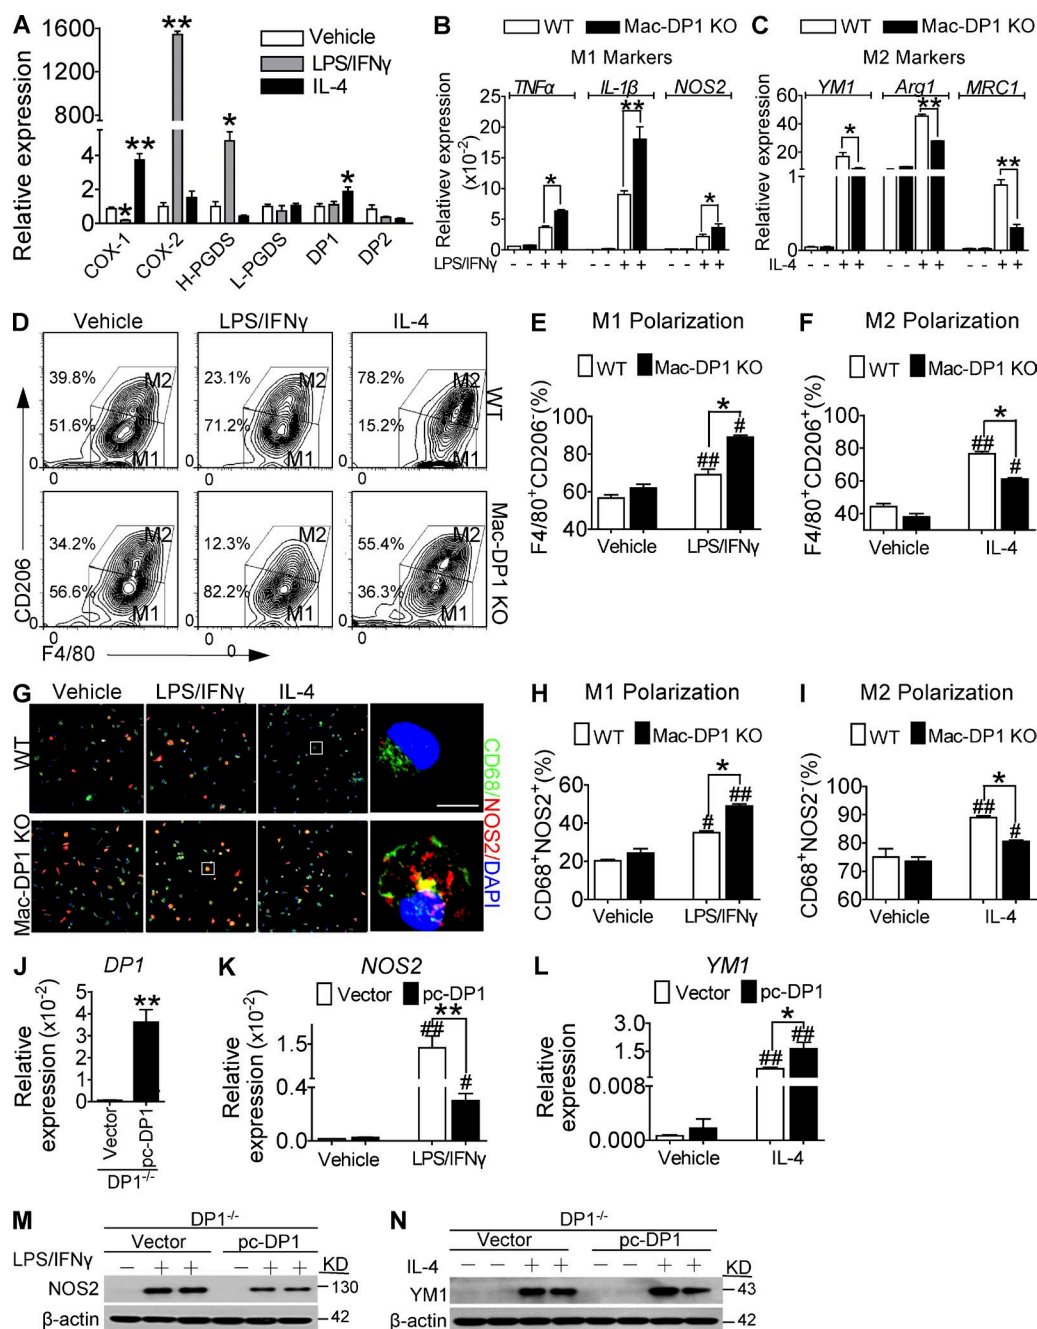 A
Relative expression
1600
1200
800
4
2
0
**
*
**
*
*
Vehicle
LPS/IFNγ
IL-4
COX-1
COX-2
H-PGDS
L-PGDS
DP1
DP2
B
WT
Mac-DP1 KO
M1 Markers
TNFα
IL-1β
NOS2
Relativev expression
(x10-2)
25
20
15
10
5
0
*
**
*
LPS/IFNγ
- - + + - - + + - - + +
C
WT
Mac-DP1 KO
M2 Markers
YM1
Arg1
MRC1
Relativev expression
60
40
20
1
0
*
**
**
IL-4
- - + + - - + + - - + +
D
Vehicle
LPS/IFNγ
IL-4
39.8%
51.6%
M2
M1
23.1%
71.2%
M2
M1
78.2%
15.2%
M2
M1
WT
34.2%
56.6%
M2
M1
12.3%
82.2%
M2
M1
55.4%
36.3%
M2
M1
Mac-DP1 KO
CD206
F4/80
0
0
E
M1 Polarization
WT
Mac-DP1 KO
F4/80+CD206-(%)
100
80
60
40
##
*
#
Vehicle
LPS/IFNγ
F
M2 Polarization
WT
Mac-DP1 KO
F4/80+CD206+(%)
100
80
60
40
##
*
#
Vehicle
IL-4
G
Vehicle
LPS/IFNγ
IL-4
WT
Mac-DP1 KO
CD68/NOS2/DAPI
H
M1 Polarization
WT
Mac-DP1 KO
CD68+NOS2+(%)
60
40
20
0
#
*
##
Vehicle
LPS/IFNγ
I
M2 Polarization
WT
Mac-DP1 KO
CD68+NOS2-(%)
100
90
80
70
60
##
*
#
Vehicle
IL-4
J
DP1
Relative
expression (x10-2)
5
4
3
2
1
0
**
Vector
pc-DP1
DP1-/-
K
NOS2
Vector
pc-DP1
Relative
expression (x10-2)
1.5
0.4
0.0
##
**
#
Vehicle
LPS/IFNγ
L
YM1
Vector
pc-DP1
Relative
expression
3.0
1.5
0.008
0.000
##
*
##
Vehicle
IL-4
M
DP1-/-
Vector
pc-DP1
LPS/IFNγ
− + + − + +
KD
NOS2
130
β-actin
42
N
DP1-/-
Vector
pc-DP1
IL-4
− − + + − − + +
KD
YM1
43
β-actin
42